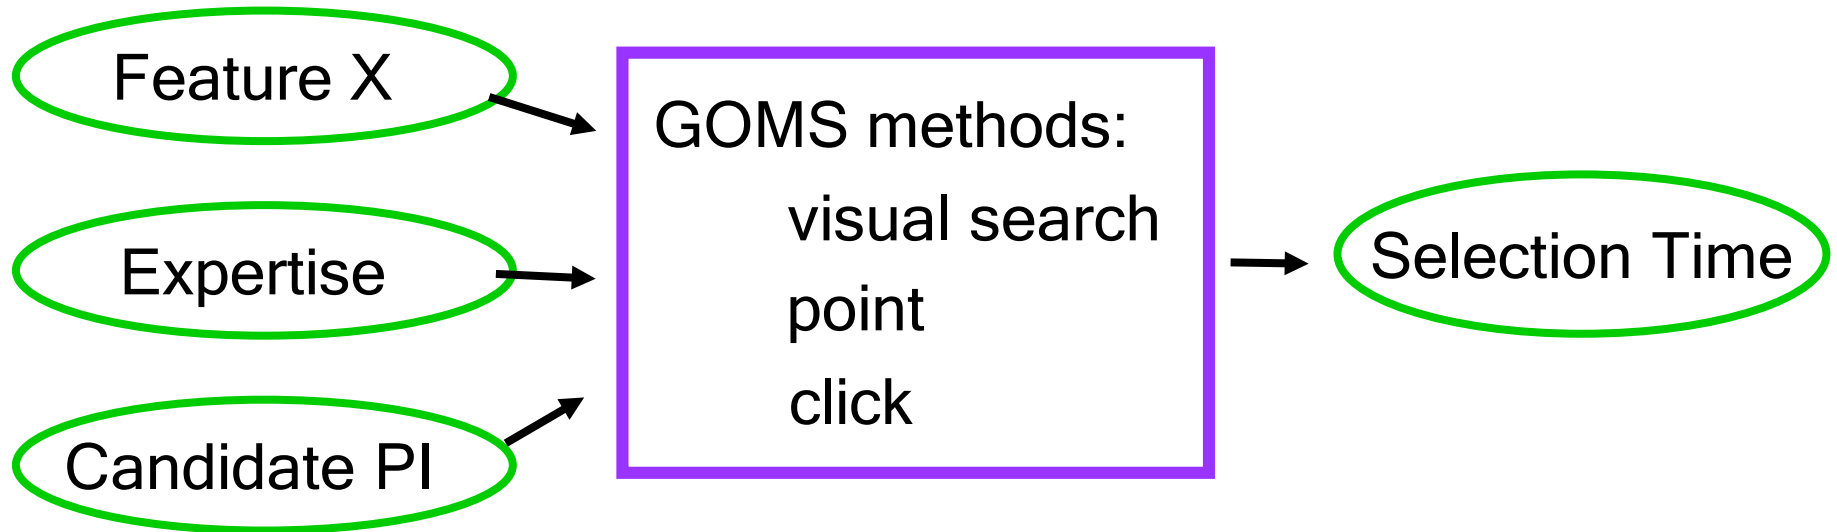 Feature X
Expertise
Candidate PI
GOMS methods:
visual search
point
click
Selection Time